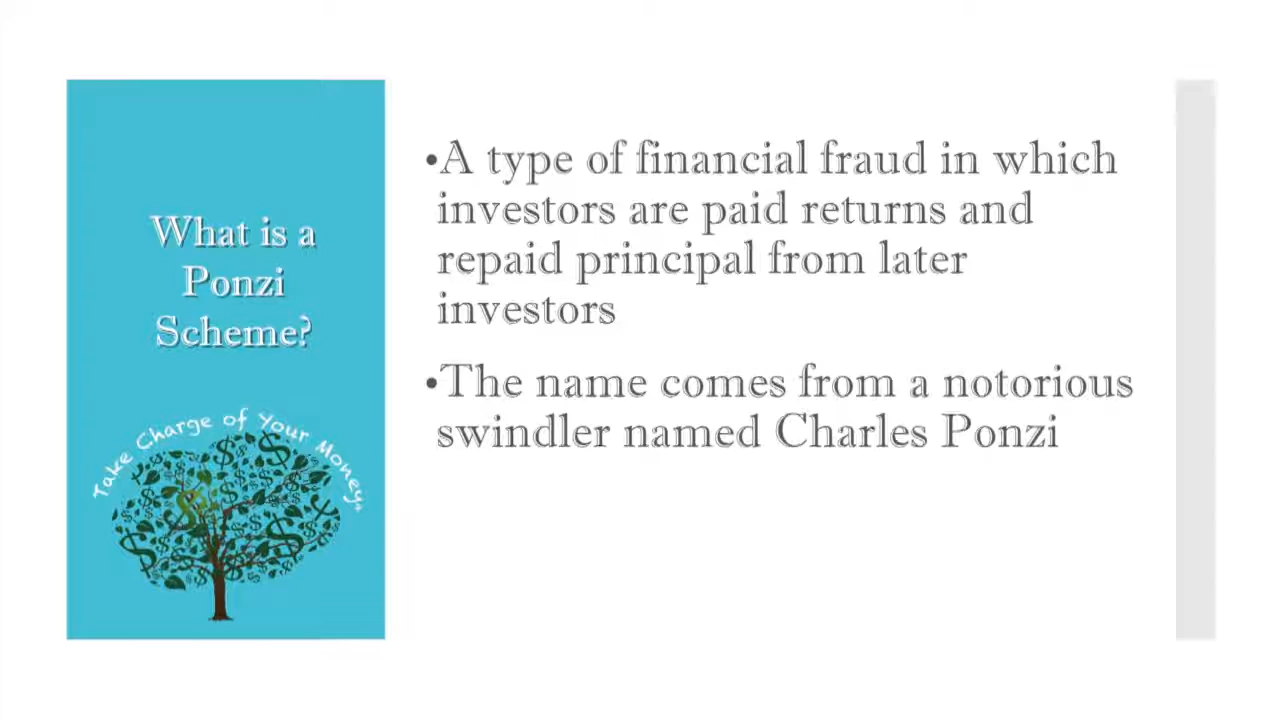 What is a
Ponzi
Scheme?
Take Charge of Your Money
•A type of financial fraud in which
investors are paid returns and
repaid principal from later
investors
•The name comes from a notorious
swindler named Charles Ponzi